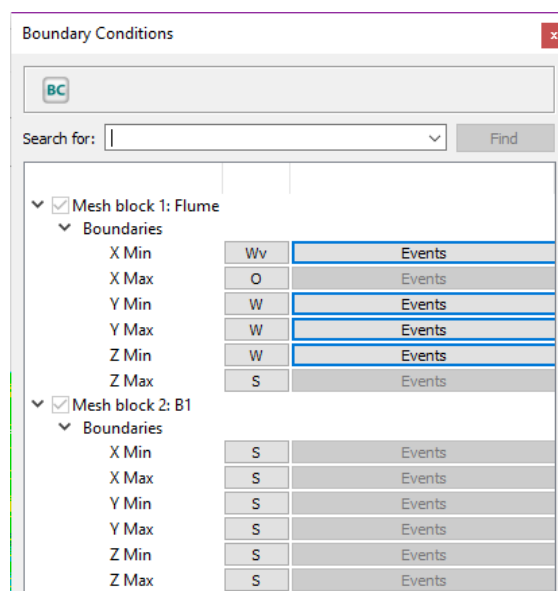 Boundary Conditions
x
BC
Search for: Find
Mesh block 1: Flume
Boundaries
X Min Wv Events
X Max O Events
Y Min W Events
Y Max W Events
Z Min W Events
Z Max S Events
Mesh block 2: B1
Boundaries
X Min S Events
X Max S Events
Y Min S Events
Y Max S Events
Z Min S Events
Z Max S Events